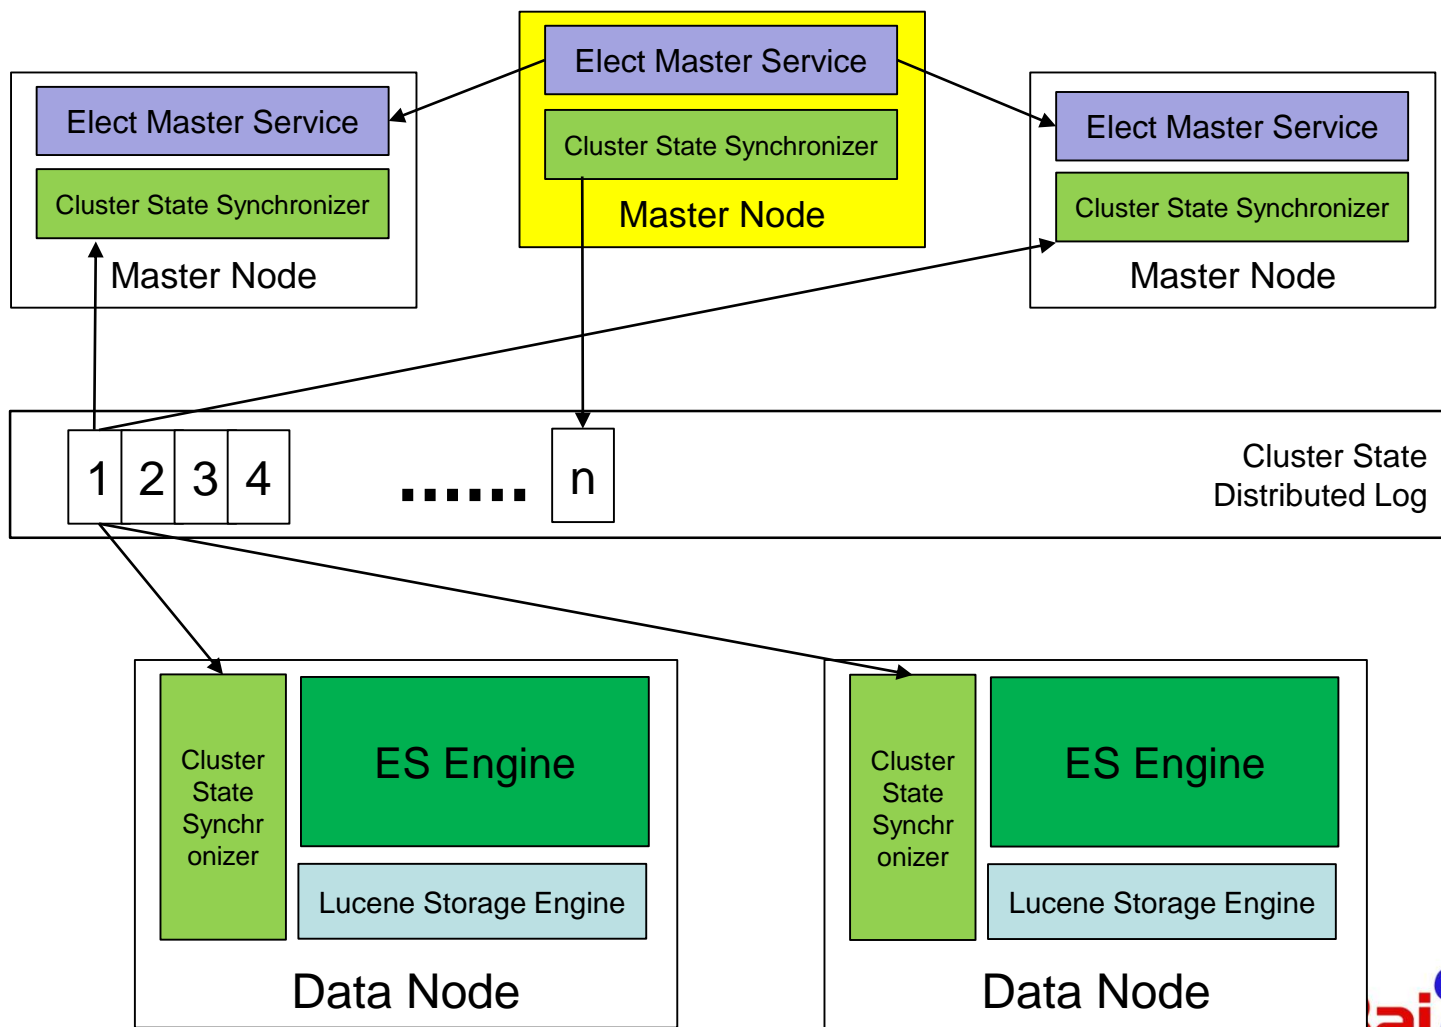 Elect Master Service
Cluster State Synchronizer
Master Node
Elect Master Service
Cluster State Synchronizer
Master Node
Elect Master Service
Cluster State Synchronizer
Master Node
1 2 3 4 ...... n
Cluster State
Distributed Log
Cluster
State
Synchr
onizer
ES Engine
Lucene Storage Engine
Data Node
Cluster
State
Synchr
onizer
ES Engine
Lucene Storage Engine
Data Node